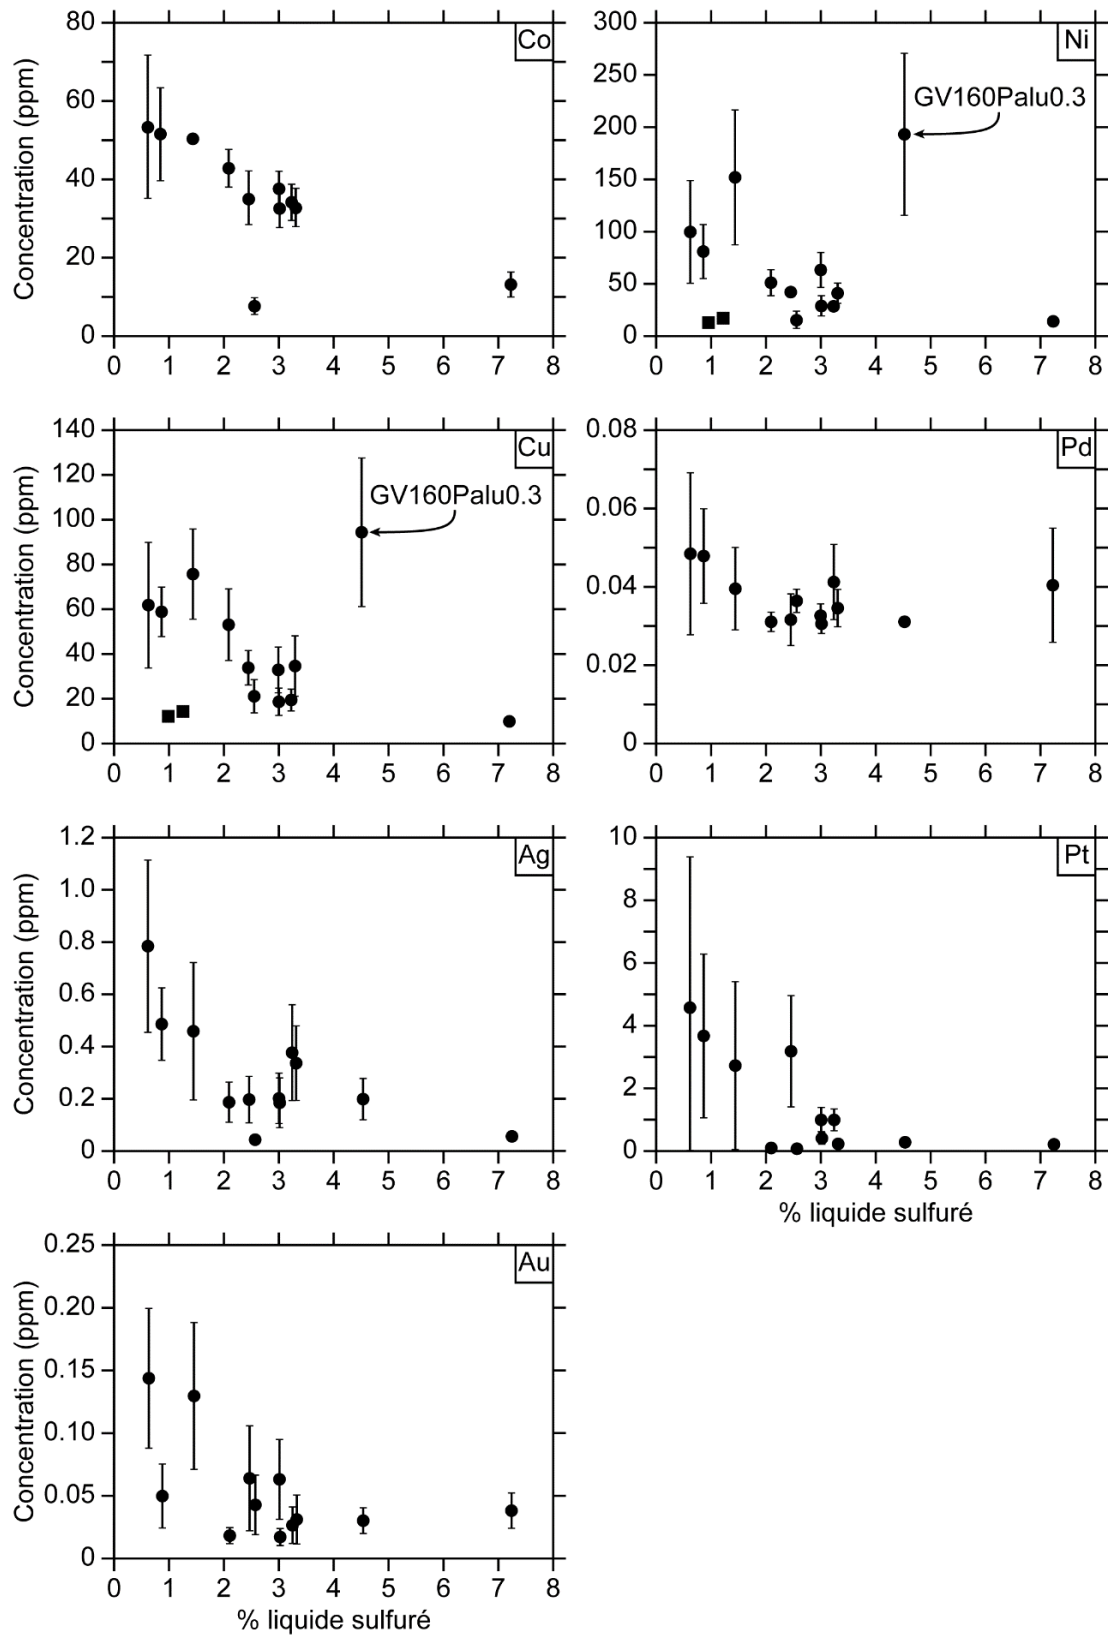 80
60
40
20
0
Concentration (ppm)
Co
0 1 2 3 4 5 6 7 8
300
250
200
150
100
50
0
Ni
GV160Palu0.3
0 1 2 3 4 5 6 7 8
140
120
100
80
60
40
20
0
Concentration (ppm)
Cu
GV160Palu0.3
0 1 2 3 4 5 6 7 8
0.08
0.06
0.04
0.02
0
Pd
0 1 2 3 4 5 6 7 8
1.2
1.0
0.8
0.6
0.4
0.2
0
Concentration (ppm)
Ag
0 1 2 3 4 5 6 7 8
10
8
6
4
2
0
Pt
0 1 2 3 4 5 6 7 8
% liquide sulfuré
0.25
0.20
0.15
0.10
0.05
0
Concentration (ppm)
Au
0 1 2 3 4 5 6 7 8
% liquide sulfuré